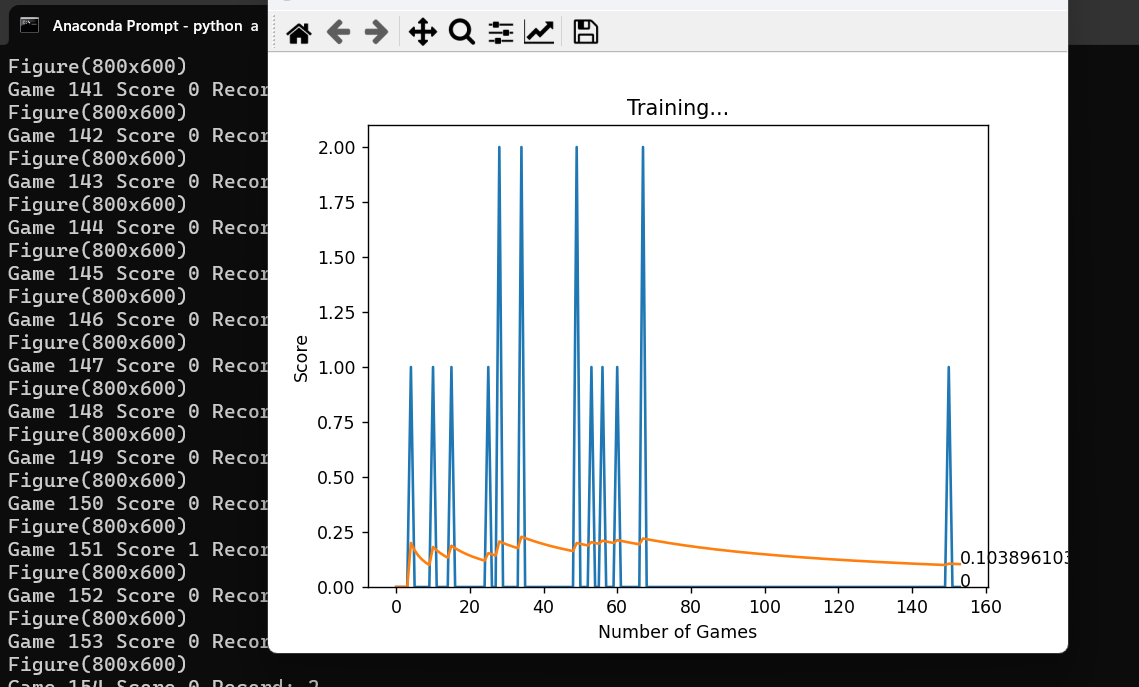 Anaconda Prompt - python a
Figure(800x600)
Game 141 Score 0 Recor
Figure(800x600)
Game 142 Score 0 Recor
Figure(800x600)
Game 143 Score 0 Recor
Figure(800x600)
Game 144 Score 0 Recor
Figure(800x600)
Game 145 Score 0 Recor
Figure(800x600)
Game 146 Score 0 Recor
Figure(800x600)
Game 147 Score 0 Recor
Figure(800x600)
Game 148 Score 0 Recor
Figure(800x600)
Game 149 Score 0 Recor
Figure(800x600)
Game 150 Score 0 Recor
Figure(800x600)
Game 151 Score 1 Recor
Figure(800x600)
Game 152 Score 0 Recor
Figure(800x600)
Game 153 Score 0 Recor
Figure(800x600)
Game 154 Score 0 Record: 2
Training...
2.00
1.75
1.50
1.25
1.00
0.75
0.50
0.25
0.00
Score
0.103896103
0
0 20 40 60 80 100 120 140 160
Number of Games